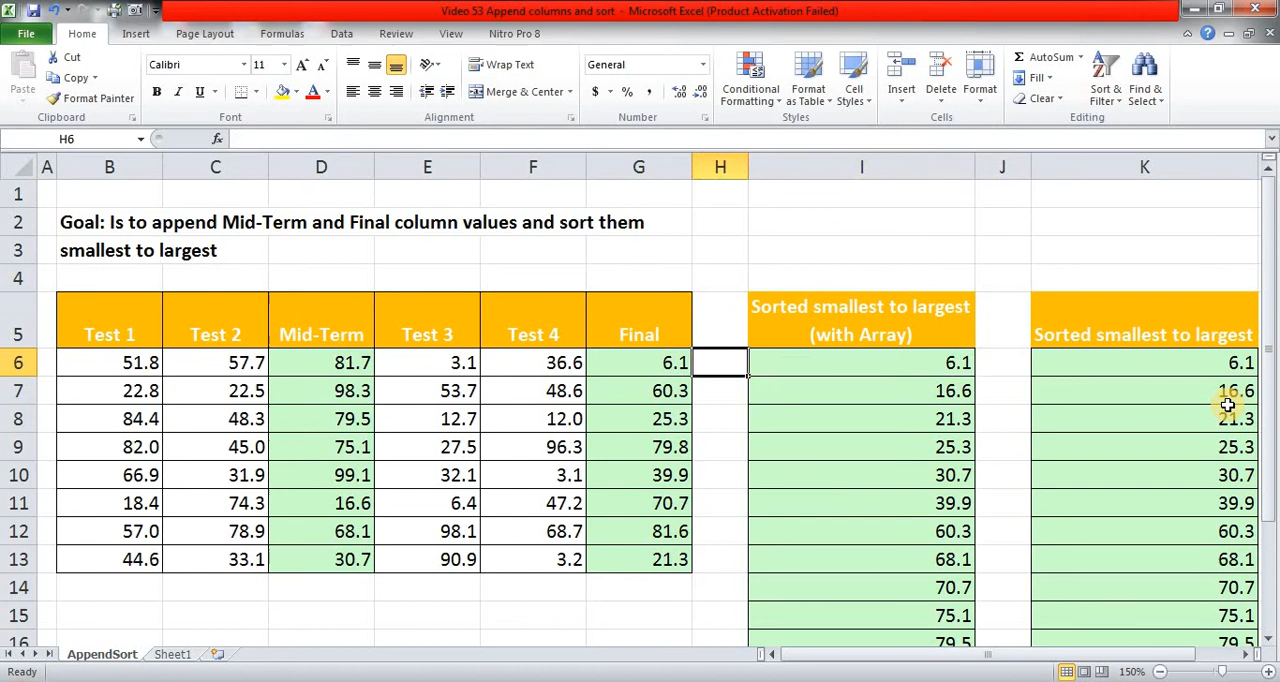 Video 53 Append columns and sort – Microsoft Excel (Product Activation Failed)
File Home Insert Page Layout Formulas Data Review View Nitro Pro 8
Cut
Copy
Format Painter
Paste
Clipboard
Calibri 11
B I U
Font
Wrap Text
Merge & Center
Alignment
General
$ % ,
Number
Conditional Formatting
Format as Table
Cell Styles
Styles
Insert Delete Format
Cells
AutoSum
Fill
Clear
Sort & Filter
Find & Select
Editing
H6 fx
A B C D E F G H I J K
1
2 Goal: Is to append Mid-Term and Final column values and sort them
3 smallest to largest
4
5 Test 1 Test 2 Mid-Term Test 3 Test 4 Final Sorted smallest to largest (with Array) Sorted smallest to largest
6 51.8 57.7 81.7 3.1 36.6 6.1 6.1 6.1
7 22.8 22.5 98.3 53.7 48.6 60.3 16.6 16.6
8 84.4 48.3 79.5 12.7 12.0 25.3 21.3 21.3
9 82.0 45.0 75.1 27.5 96.3 79.8 25.3 25.3
10 66.9 31.9 99.1 32.1 3.1 39.9 30.7 30.7
11 18.4 74.3 16.6 6.4 47.2 70.7 39.9 39.9
12 57.0 78.9 68.1 98.1 68.7 81.6 60.3 60.3
13 44.6 33.1 30.7 90.9 3.2 21.3 68.1 68.1
14 70.7 70.7
15 75.1 75.1
16 79.5 79.5
AppendSort Sheet1
Ready 150%